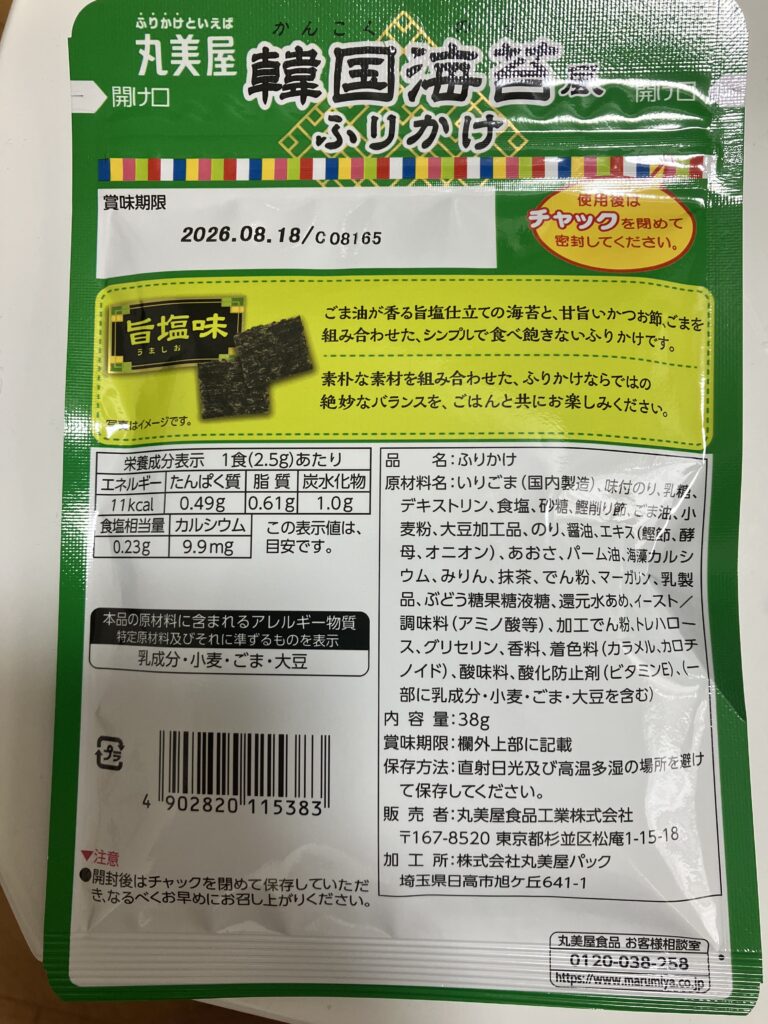 ふりかけといえば
丸美屋
かんこく
韓国海苔風
ふりかけ
開け口
開け口
賞味期限
2026.08.18/C08165
使用後は
チャックを閉めて
密封してください。
旨塩味
うましお
写真はイメージです。
ごま油が香る旨塩仕立ての海苔と、甘旨いかつお節、ごまを
組み合わせた、シンプルで食べ飽きないふりかけです。
素朴な素材を組み合わせた、ふりかけならではの
絶妙なバランスを、ごはんと共にお楽しみください。
栄養成分表示 1食(2.5g)あたり
エネルギー たんぱく質 脂質 炭水化物
11kcal 0.49g 0.61g 1.0g
食塩相当量 カルシウム
0.23g 9.9mg
この表示値は、
目安です。
本品の原材料に含まれるアレルギー物質
特定原材料及びそれに準ずるものを表示
乳成分・小麦・ごま・大豆
プラ
4 902820 115383
▼注意
●開封後はチャックを閉めて保存していただ
き、なるべくお早めにお召し上がりください。
品名:ふりかけ
原材料名:いりごま(国内製造)、味付のり、乳糖、
デキストリン、食塩、砂糖、鰹削り節、ごま油、小
麦粉、大豆加工品、のり、醤油、エキス(鰹節、酵
母、オニオン)、あおさ、パーム油、海藻カルシ
ウム、みりん、抹茶、でん粉、マーガリン、乳製
品、ぶどう糖果糖液糖、還元水あめ、イースト/
調味料(アミノ酸等)、加工でん粉、トレハロー
ス、グリセリン、香料、着色料(カラメル、カロチ
ノイド)、酸味料、酸化防止剤(ビタミンE)、(一
部に乳成分・小麦・ごま・大豆を含む)
内容量:38g
賞味期限:欄外上部に記載
保存方法:直射日光及び高温多湿の場所を避け
て保存してください。
販売者:丸美屋食品工業株式会社
〒167-8520 東京都杉並区松庵1-15-18
加工所:株式会社丸美屋パック
埼玉県日高市旭ケ丘641-1
丸美屋食品 お客様相談室
0120-038-258
https://www.marumiya.co.jp